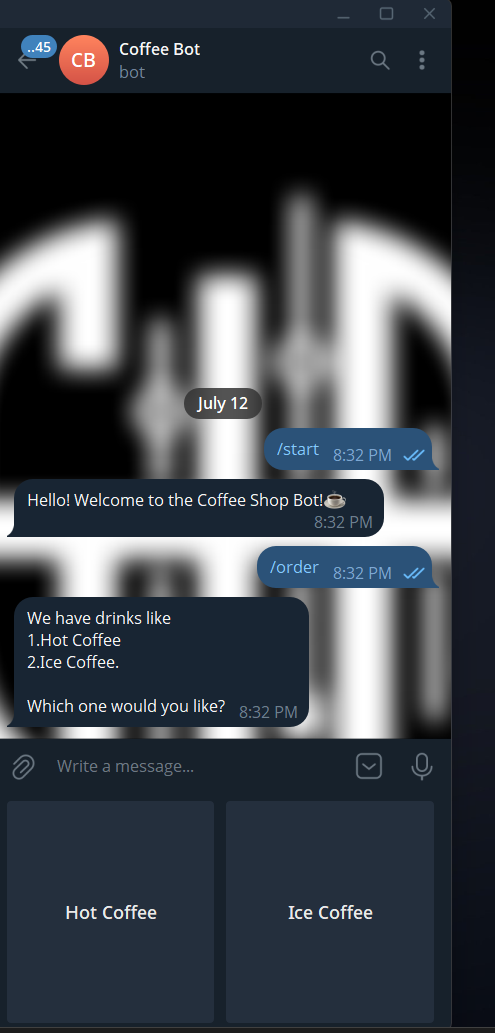 ..45
CB
Coffee Bot
bot
July 12
/start 8:32 PM
Hello! Welcome to the Coffee Shop Bot!☕
8:32 PM
/order 8:32 PM
We have drinks like
1.Hot Coffee
2.Ice Coffee.
Which one would you like? 8:32 PM
Write a message...
Hot Coffee
Ice Coffee